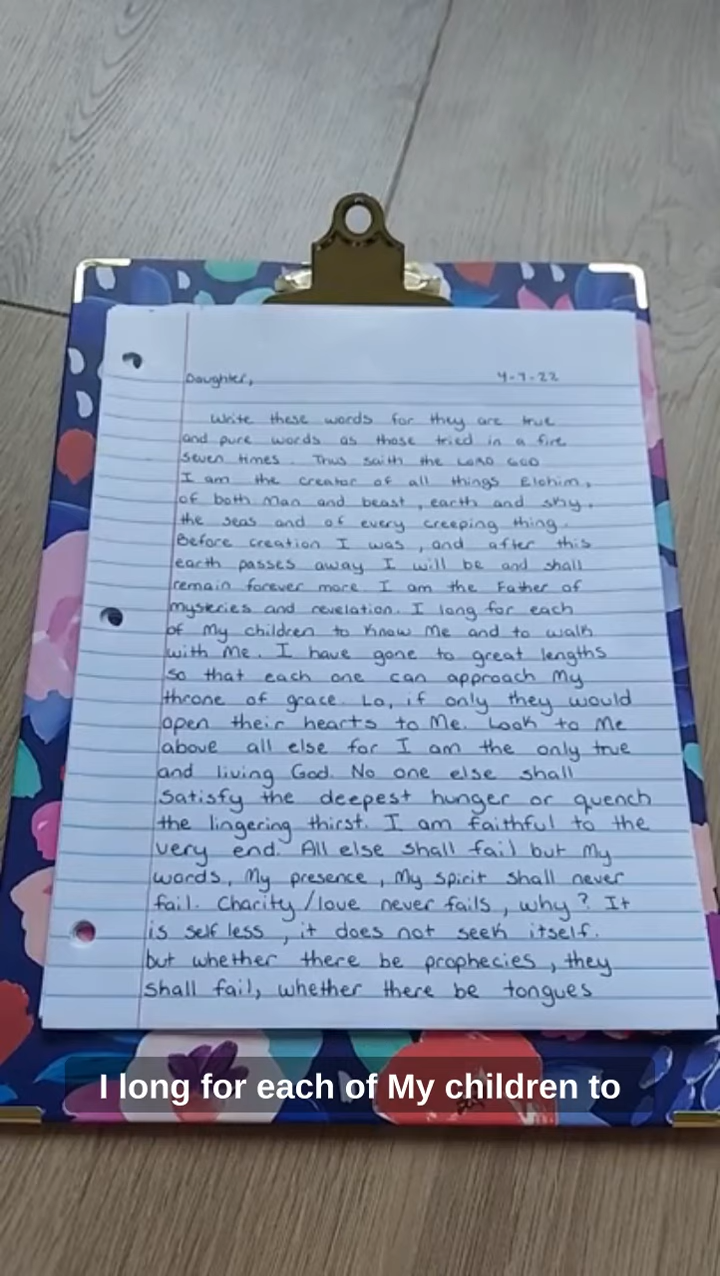 Daughter, 4-7-22
Write these words for they are true
and pure words as those tried in a fire
seven times. Thus saith the LORD GOD
I am the creator of all things Elohim,
of both man and beast, earth and sky,
the seas and of every creeping thing.
Before creation I was, and after this
earth passes away I will be and shall
remain forever more. I am the Father of
mysteries and revelation. I long for each
of My children to know Me and to walk
with Me. I have gone to great lengths
so that each one can approach My
throne of grace. Lo, if only they would
open their hearts to Me. Look to Me
above all else for I am the only true
and living God. No one else shall
satisfy the deepest hunger or quench
the lingering thirst. I am faithful to the
very end. All else shall fail but My
words, My presence, My spirit shall never
fail. Charity/love never fails, why? It
is self less, it does not seek itself.
but whether there be prophecies, they
shall fail, whether there be tongues
I long for each of My children to